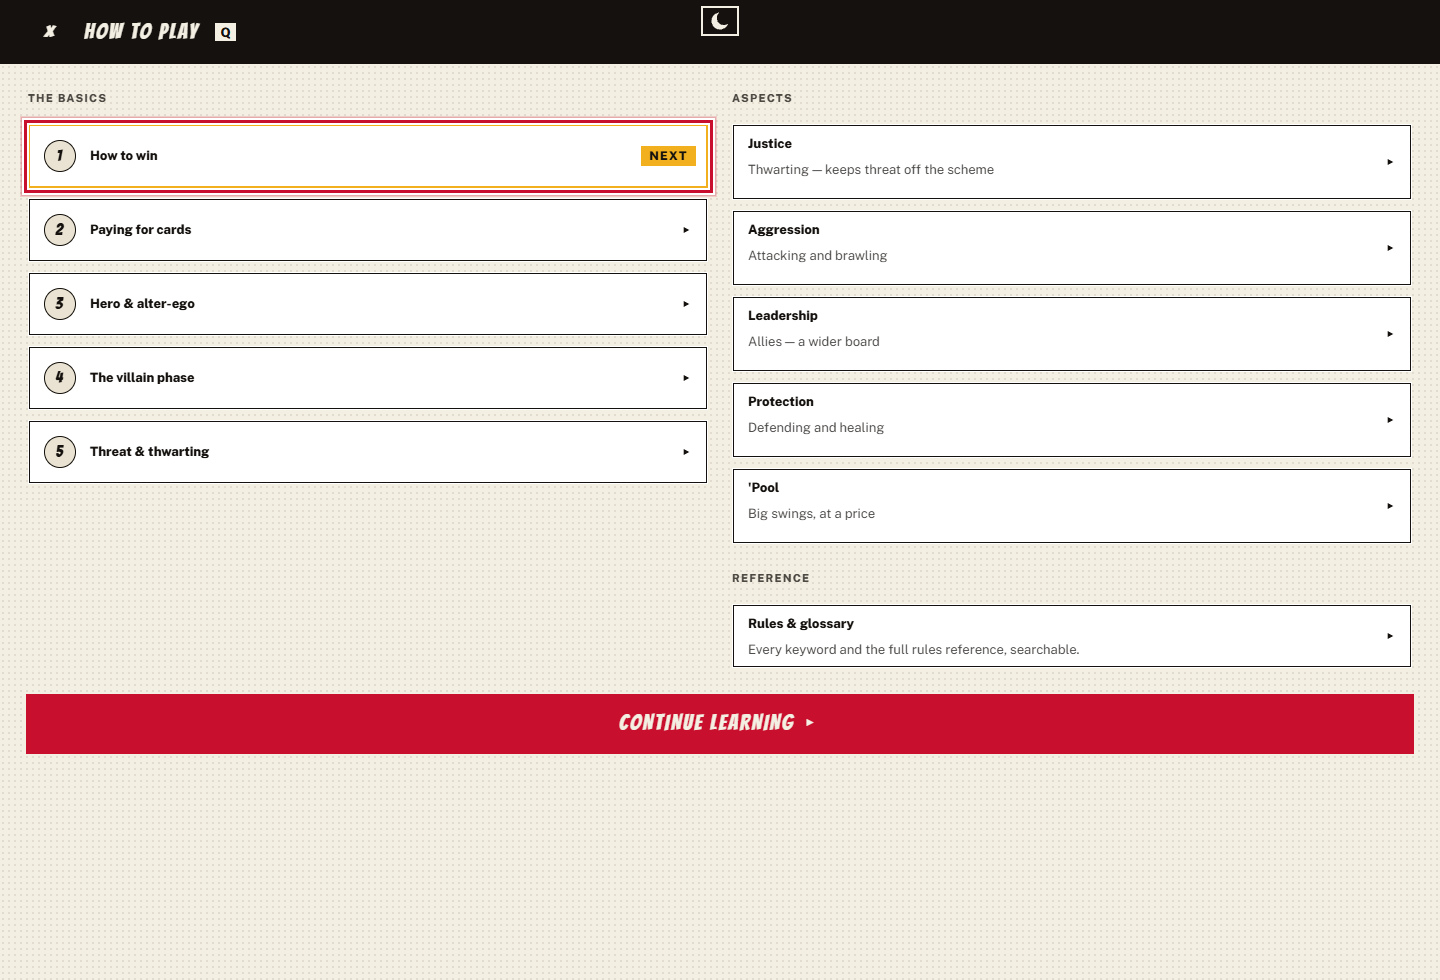 X HOW TO PLAY Q
THE BASICS
1 How to win NEXT
2 Paying for cards
3 Hero & alter-ego
4 The villain phase
5 Threat & thwarting
ASPECTS
Justice
Thwarting — keeps threat off the scheme
Aggression
Attacking and brawling
Leadership
Allies — a wider board
Protection
Defending and healing
'Pool
Big swings, at a price
REFERENCE
Rules & glossary
Every keyword and the full rules reference, searchable.
CONTINUE LEARNING